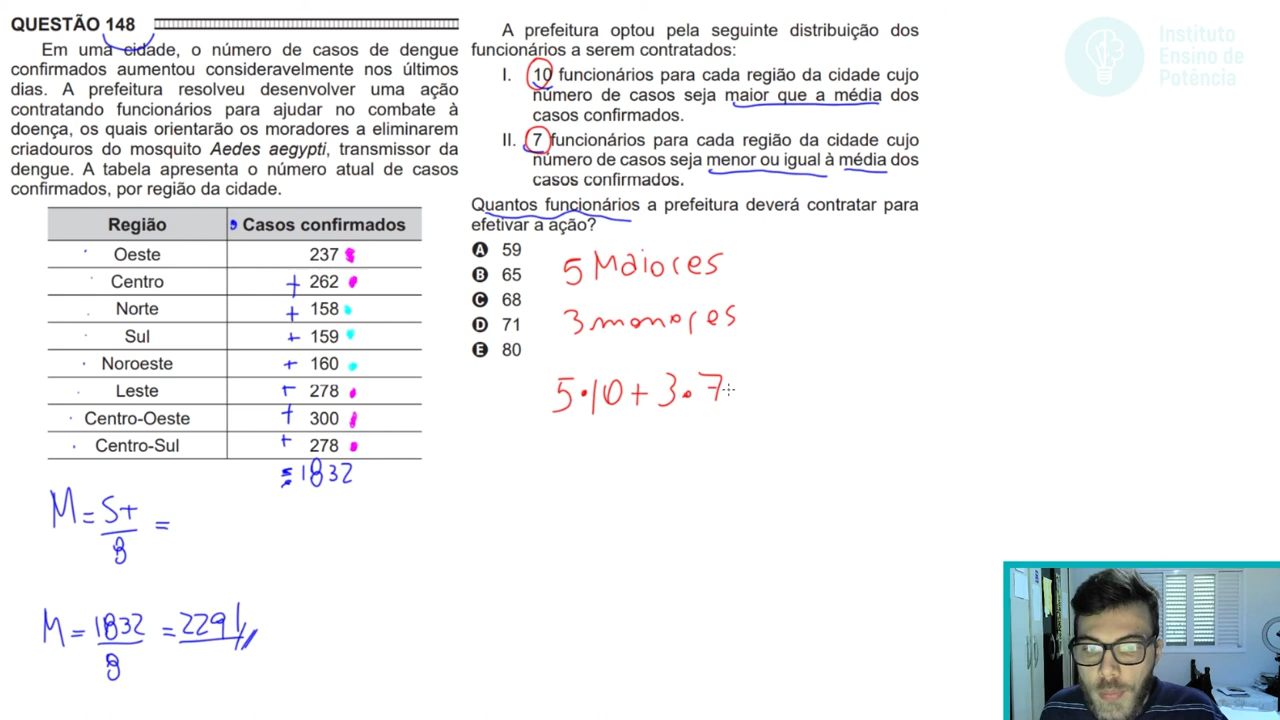 QUESTÃO 148
Em uma cidade, o número de casos de dengue
confirmados aumentou consideravelmente nos últimos
dias. A prefeitura resolveu desenvolver uma ação
contratando funcionários para ajudar no combate à
doença, os quais orientarão os moradores a eliminarem
criadouros do mosquito Aedes aegypti, transmissor da
dengue. A tabela apresenta o número atual de casos
confirmados, por região da cidade.
Região Casos confirmados
Oeste 237
Centro + 262
Norte + 158
Sul + 159
Noroeste + 160
Leste + 278
Centro-Oeste + 300
Centro-Sul + 278
1832
M = St/8 =
M = 1832/8 = 229
A prefeitura optou pela seguinte distribuição dos
funcionários a serem contratados:
I. 10 funcionários para cada região da cidade cujo
número de casos seja maior que a média dos
casos confirmados.
II. 7 funcionários para cada região da cidade cujo
número de casos seja menor ou igual à média dos
casos confirmados.
Quantos funcionários a prefeitura deverá contratar para
efetivar a ação?
A 59
B 65
C 68
D 71
E 80
5 Maiores
3 menores
5·10+3·7
Instituto
Ensino de
Potência